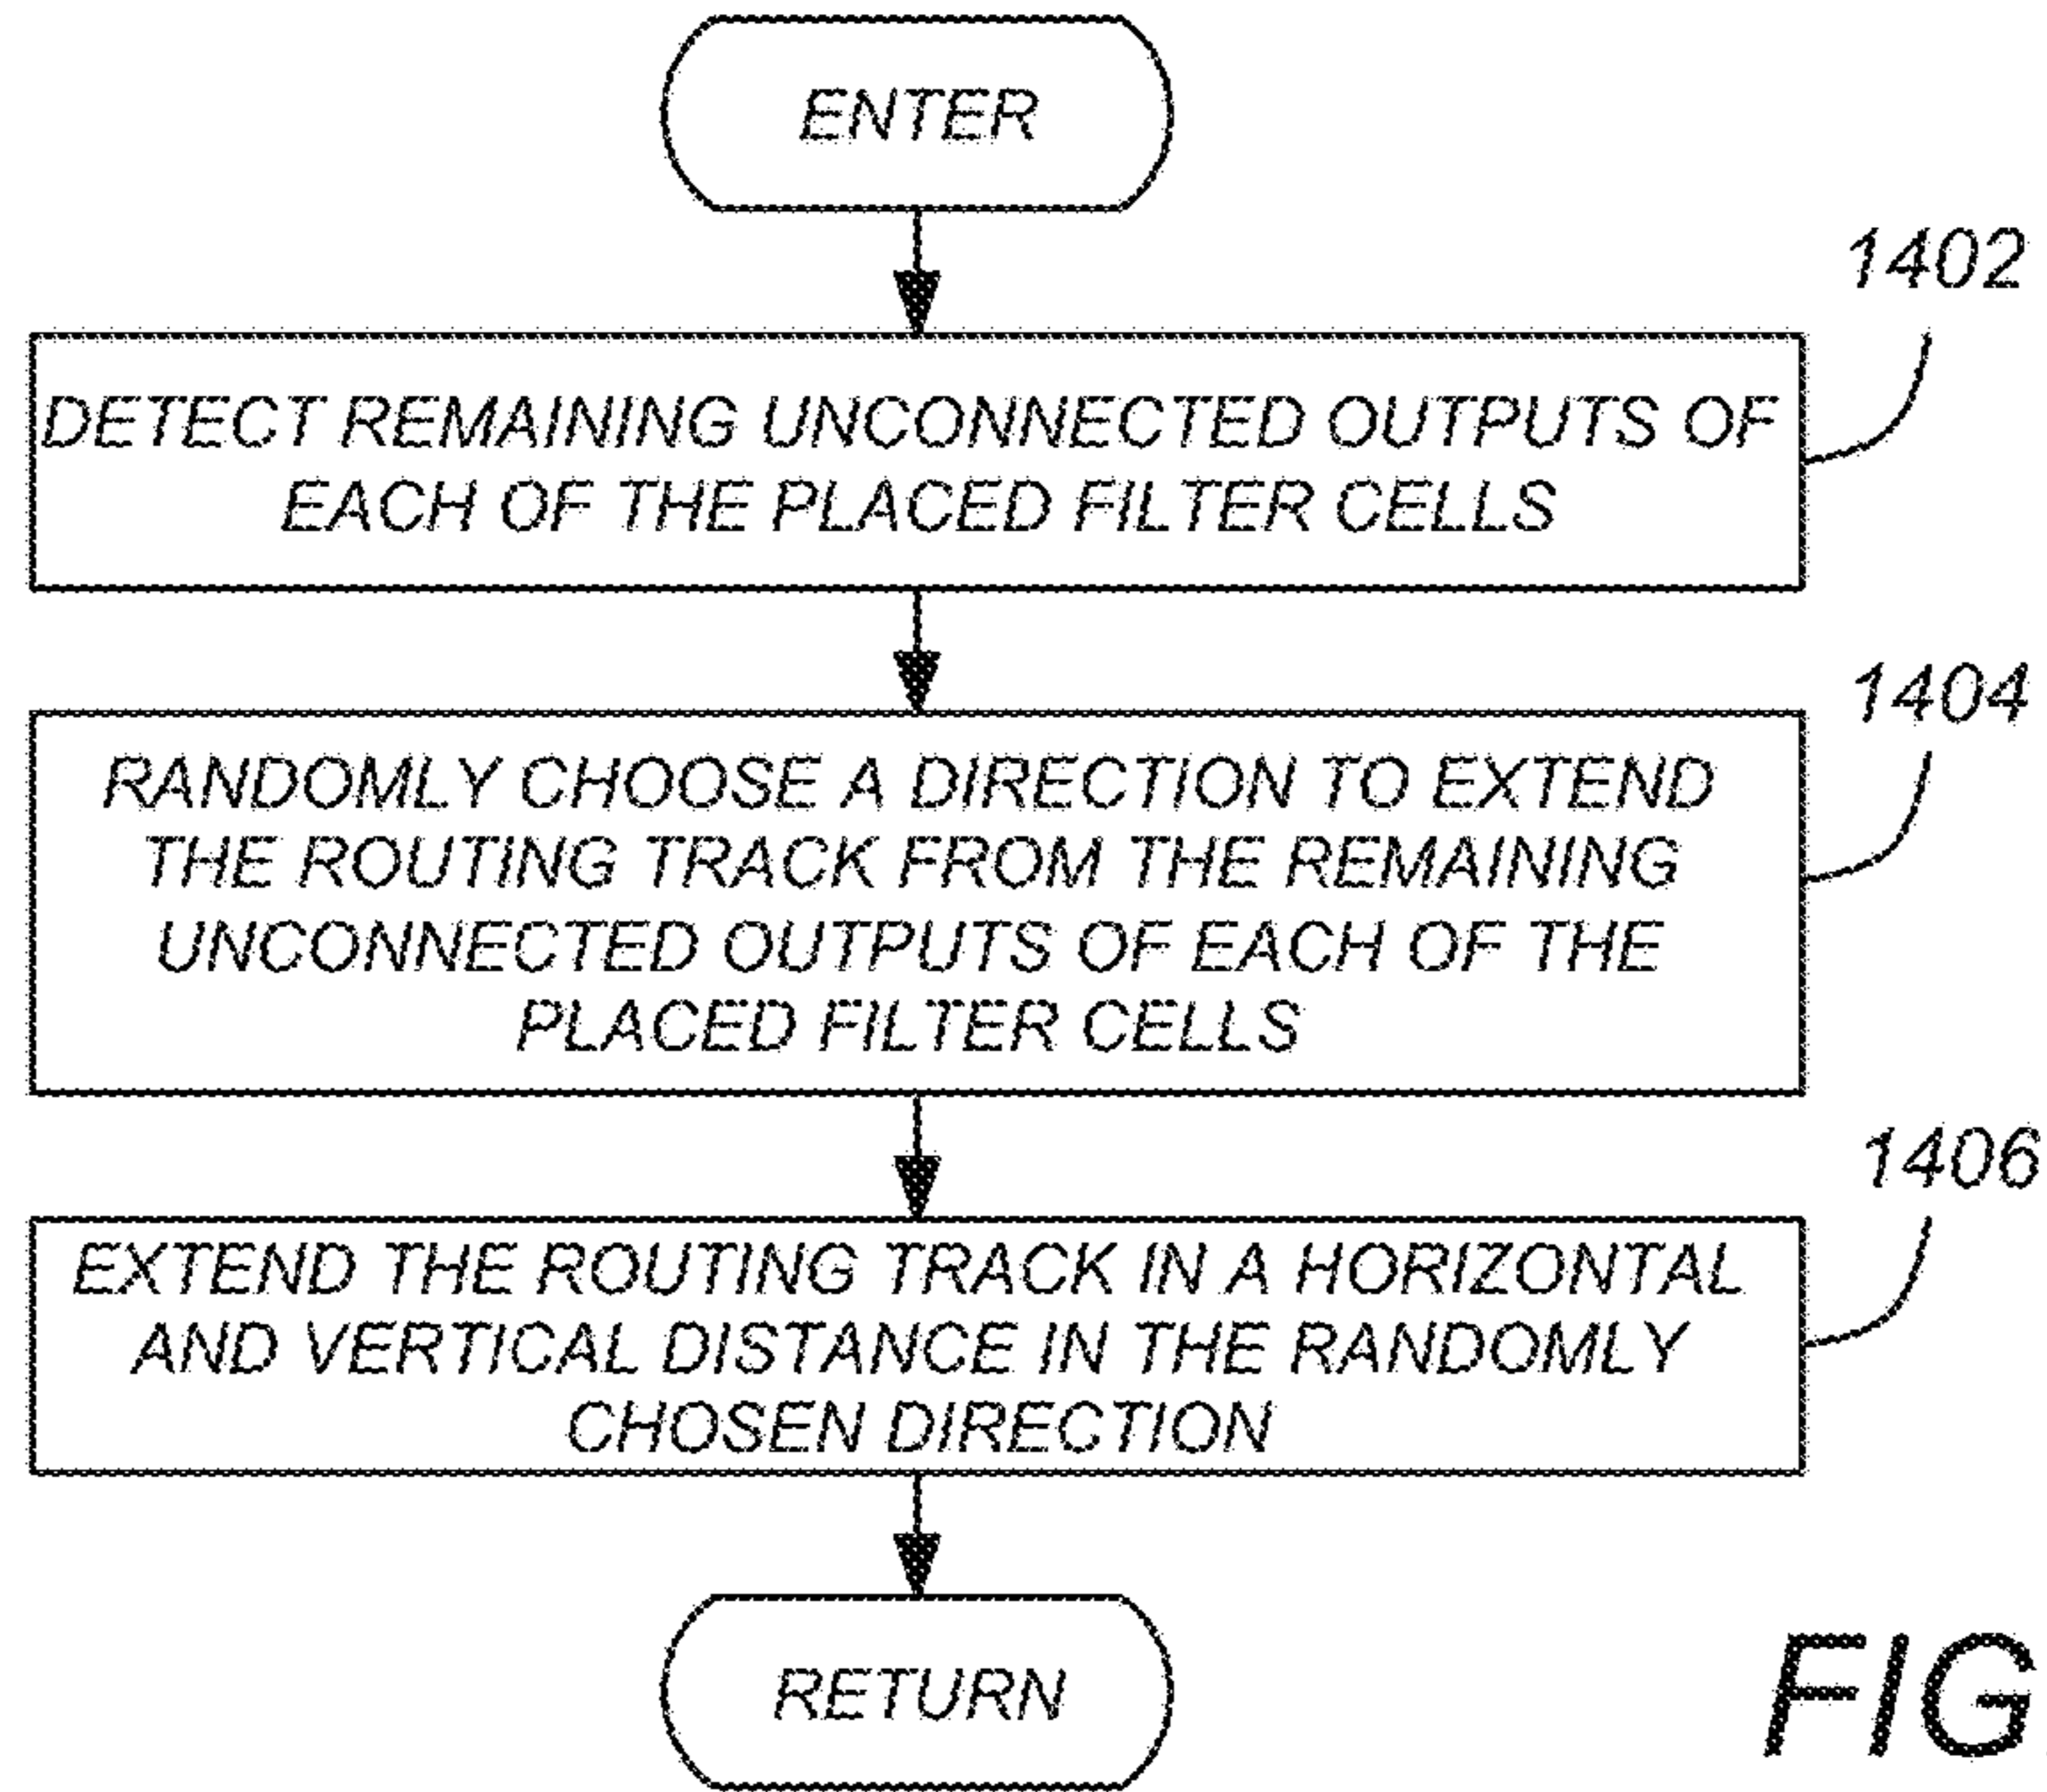 ENTER
1402
DETECT REMAINING UNCONNECTED OUTPUTS OF
EACH OF THE PLACED FILTER CELLS
1404
RANDOMLY CHOOSE A DIRECTION TO EXTEND
THE ROUTING TRACK FROM THE REMAINING
UNCONNECTED OUTPUTS OF EACH OF THE
PLACED FILTER CELLS
1406
EXTEND THE ROUTING TRACK IN A HORIZONTAL
AND VERTICAL DISTANCE IN THE RANDOMLY
CHOSEN DIRECTION
RETURN
FIG.